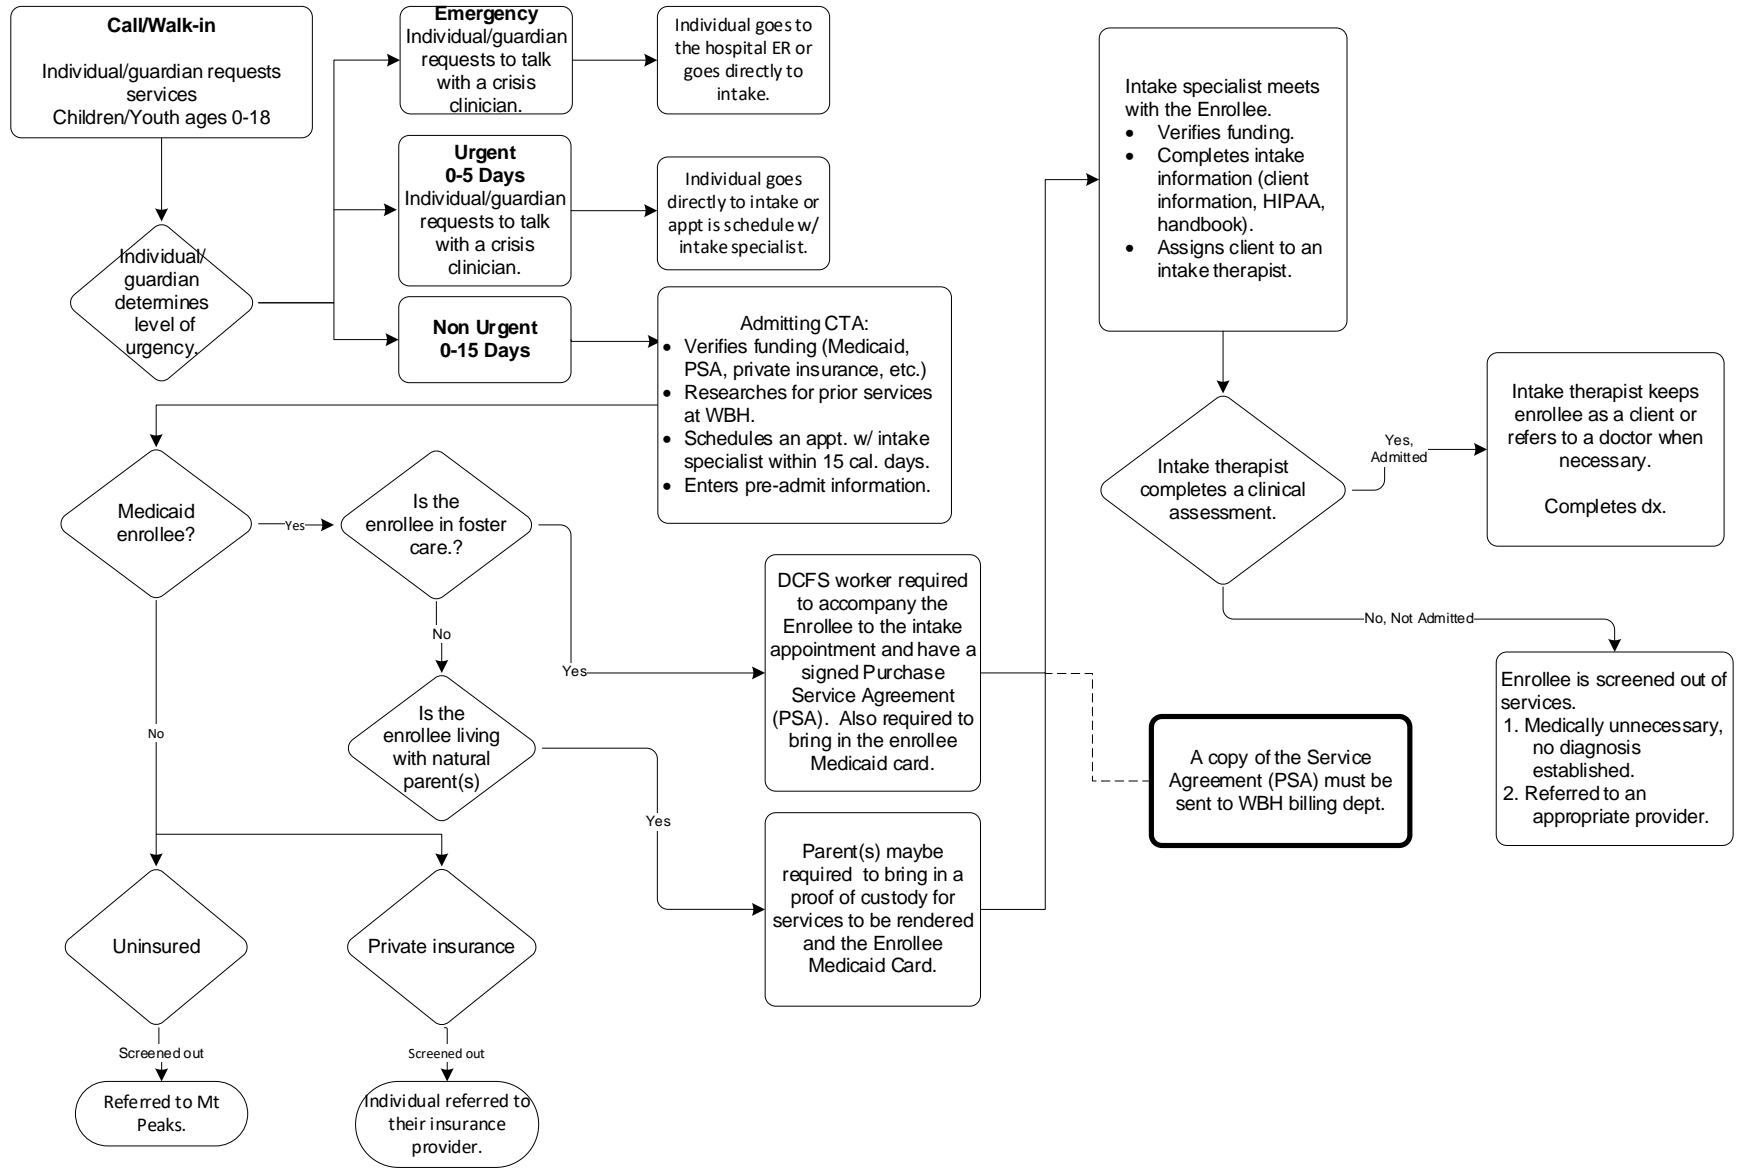 Call/Walk-in
Individual/guardian requests
services
Children/Youth ages 0-18
Individual/
guardian
determines
level of
urgency.
Emergency
Individual/guardian
requests to talk
with a crisis
clinician.
Individual goes to
the hospital ER or
goes directly to
intake.
Urgent
0-5 Days
Individual/guardian
requests to talk
with a crisis
clinician.
Individual goes
directly to intake or
appt is schedule w/
intake specialist.
Non Urgent
0-15 Days
Admitting CTA:
• Verifies funding (Medicaid,
PSA, private insurance, etc.)
• Researches for prior services
at WBH.
• Schedules an appt. w/ intake
specialist within 15 cal. days.
• Enters pre-admit information.
Medicaid
enrollee?
Yes
Is the
enrollee in foster
care.?
No
Yes
Is the
enrollee living
with natural
parent(s)
Yes
No
DCFS worker required
to accompany the
Enrollee to the intake
appointment and have a
signed Purchase
Service Agreement
(PSA). Also required to
bring in the enrollee
Medicaid card.
Parent(s) maybe
required to bring in a
proof of custody for
services to be rendered
and the Enrollee
Medicaid Card.
Uninsured
Private insurance
Screened out
Screened out
Referred to Mt
Peaks.
Individual referred to
their insurance
provider.
Intake specialist meets
with the Enrollee.
• Verifies funding.
• Completes intake
information (client
information, HIPAA,
handbook).
• Assigns client to an
intake therapist.
Intake therapist
completes a clinical
assessment.
Yes,
Admitted
Intake therapist keeps
enrollee as a client or
refers to a doctor when
necessary.
Completes dx.
No, Not Admitted
Enrollee is screened out of
services.
1. Medically unnecessary,
no diagnosis
established.
2. Referred to an
appropriate provider.
A copy of the Service
Agreement (PSA) must be
sent to WBH billing dept.